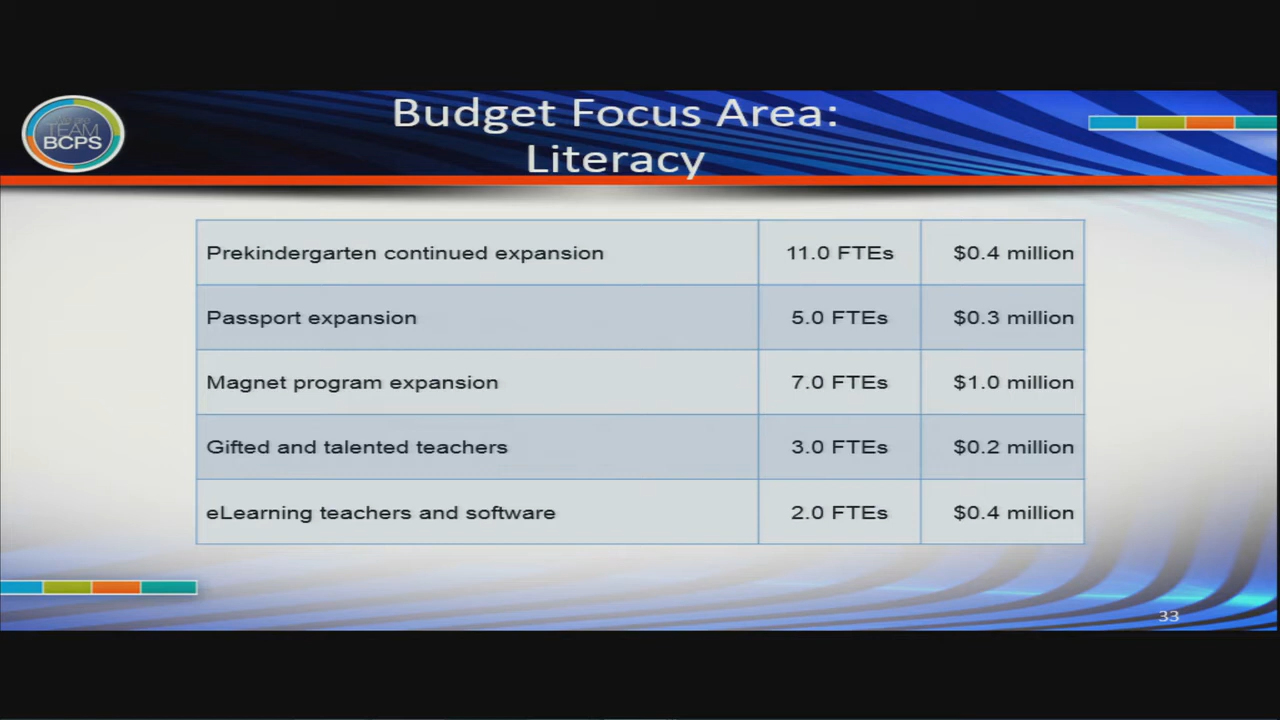 Budget Focus Area:
Literacy
TEAM
BCPS
Prekindergarten continued expansion 11.0 FTEs $0.4 million
Passport expansion 5.0 FTEs $0.3 million
Magnet program expansion 7.0 FTEs $1.0 million
Gifted and talented teachers 3.0 FTEs $0.2 million
eLearning teachers and software 2.0 FTEs $0.4 million
33